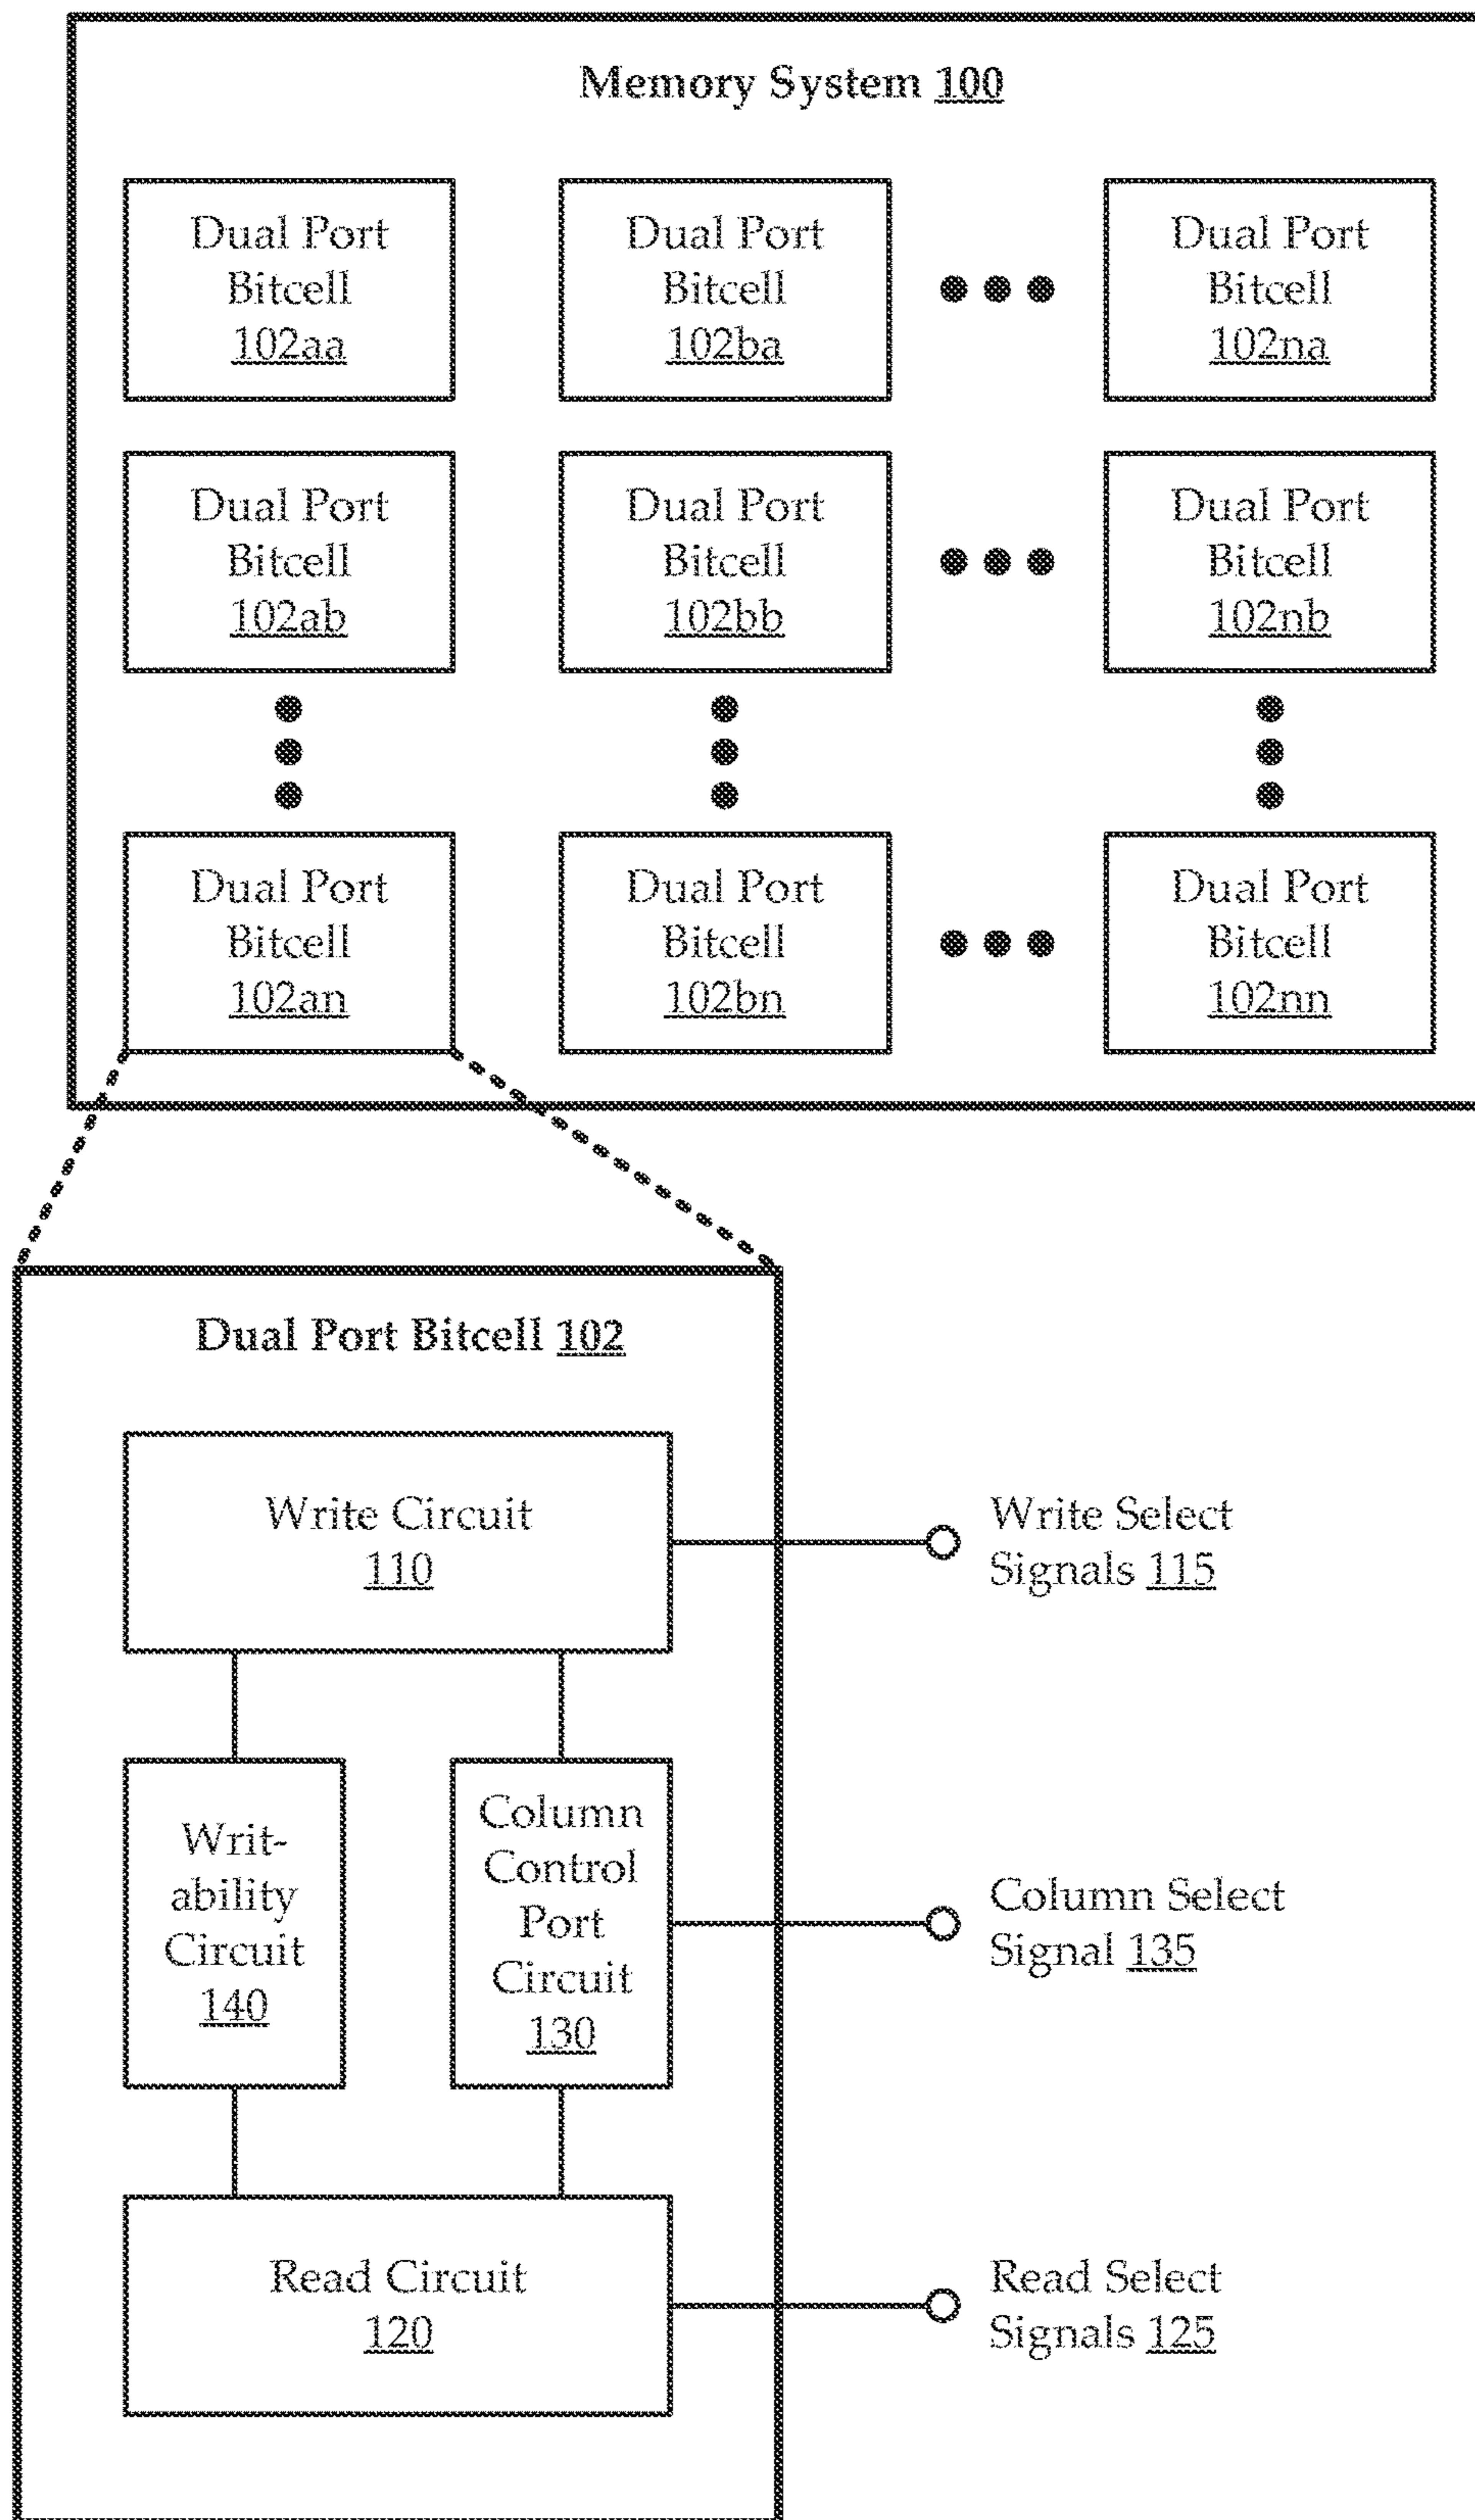 Memory System 100
Dual Port
Bitcell
102aa
Dual Port
Bitcell
102ba
Dual Port
Bitcell
102na
Dual Port
Bitcell
102ab
Dual Port
Bitcell
102bb
Dual Port
Bitcell
102nb
Dual Port
Bitcell
102an
Dual Port
Bitcell
102bn
Dual Port
Bitcell
102nn
Dual Port Bitcell 102
Write Circuit
110
Write Select
Signals 115
Writ-
ability
Circuit
140
Column
Control
Port
Circuit
130
Column Select
Signal 135
Read Circuit
120
Read Select
Signals 125